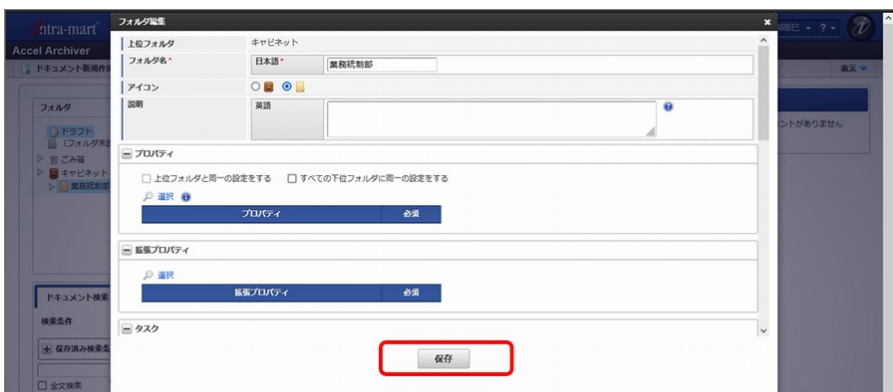 intra-mart
フォルダ編集
Accel Archiver
ドキュメント新規作
表示
上位フォルダ キャビネット
フォルダ名* 日本語* 業務統制部
アイコン
説明 英語
フォルダ
ドラフト
(フォルダ未
ごみ箱
キャビネット
業務統制部
ントがありません
プロパティ
上位フォルダと同一の設定をする すべての下位フォルダに同一の設定をする
選択
プロパティ 必須
拡張プロパティ
選択
拡張プロパティ 必須
ドキュメント検索
検索条件
保存済み検索条
全文検索
タスク
保存